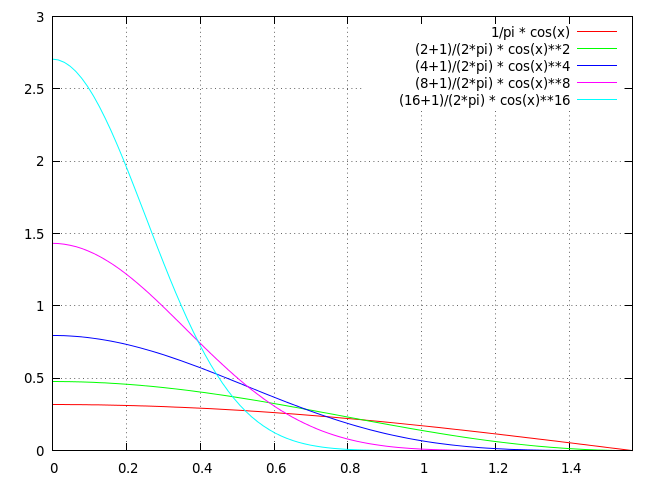 3
1/pi * cos(x)
(2+1)/(2*pi) * cos(x)**2
(4+1)/(2*pi) * cos(x)**4
(8+1)/(2*pi) * cos(x)**8
(16+1)/(2*pi) * cos(x)**16
2.5
2
1.5
1
0.5
0
0 0.2 0.4 0.6 0.8 1 1.2 1.4